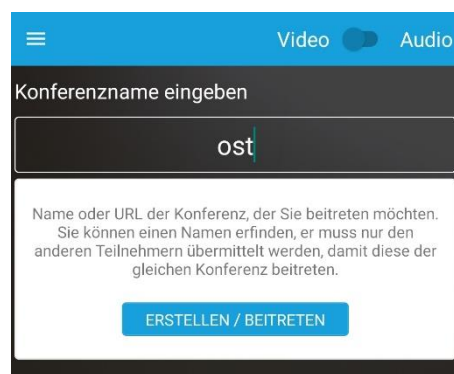 Video Audio
Konferenzname eingeben
ost
Name oder URL der Konferenz, der Sie beitreten möchten.
Sie können einen Namen erfinden, er muss nur den
anderen Teilnehmern übermittelt werden, damit diese der
gleichen Konferenz beitreten.
ERSTELLEN / BEITRETEN